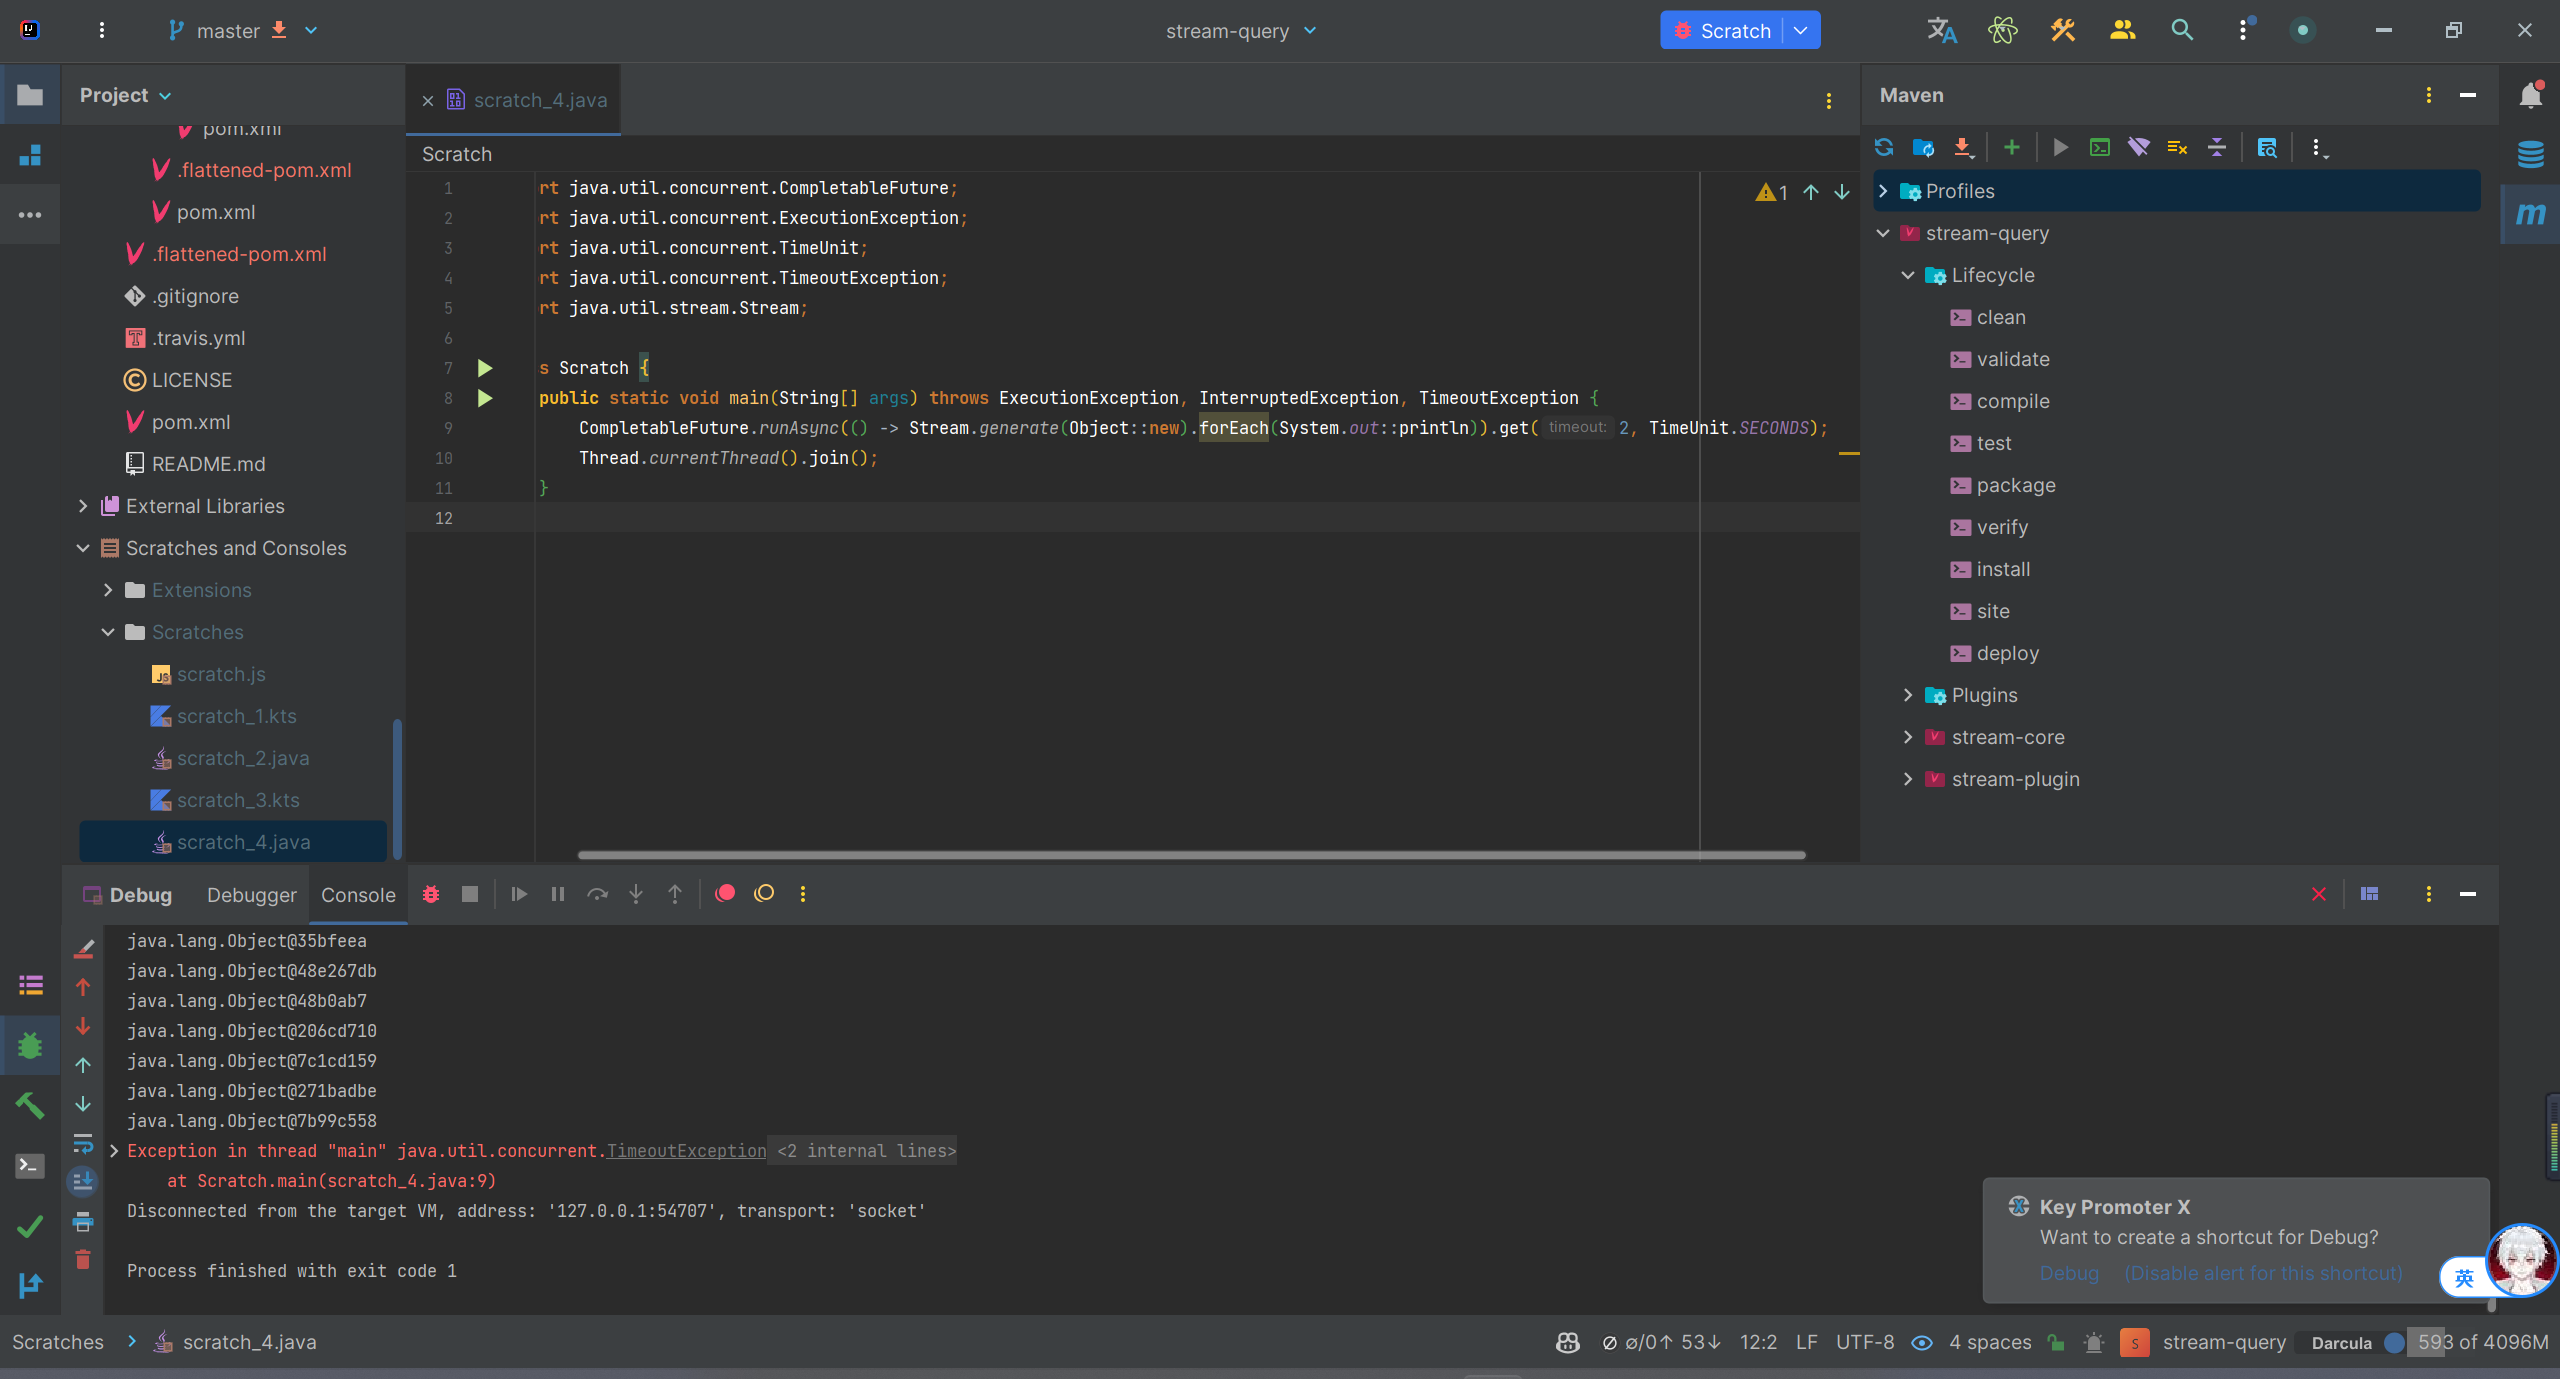 master
stream-query
Scratch
Project
pom.xml
.flattened-pom.xml
pom.xml
.flattened-pom.xml
.gitignore
.travis.yml
LICENSE
pom.xml
README.md
External Libraries
Scratches and Consoles
Extensions
Scratches
scratch.js
scratch_1.kts
scratch_2.java
scratch_3.kts
scratch_4.java
scratch_4.java
Scratch
1 rt java.util.concurrent.CompletableFuture;
2 rt java.util.concurrent.ExecutionException;
3 rt java.util.concurrent.TimeUnit;
4 rt java.util.concurrent.TimeoutException;
5 rt java.util.stream.Stream;
6
7 s Scratch {
8 public static void main(String[] args) throws ExecutionException, InterruptedException, TimeoutException {
9 CompletableFuture.runAsync(() -> Stream.generate(Object::new).forEach(System.out::println)).get( timeout: 2, TimeUnit.SECONDS);
10 Thread.currentThread().join();
11 }
12
1
Maven
Profiles
stream-query
Lifecycle
clean
validate
compile
test
package
verify
install
site
deploy
Plugins
stream-core
stream-plugin
Debug Debugger Console
java.lang.Object@35bfeea
java.lang.Object@48e267db
java.lang.Object@48b0ab7
java.lang.Object@206cd710
java.lang.Object@7c1cd159
java.lang.Object@271badbe
java.lang.Object@7b99c558
Exception in thread "main" java.util.concurrent.TimeoutException <2 internal lines>
at Scratch.main(scratch_4.java:9)
Disconnected from the target VM, address: '127.0.0.1:54707', transport: 'socket'
Process finished with exit code 1
Key Promoter X
Want to create a shortcut for Debug?
Debug (Disable alert for this shortcut)
英
Scratches scratch_4.java
Ø ø/0↑ 53↓ 12:2 LF UTF-8 4 spaces S stream-query Darcula 593 of 4096M